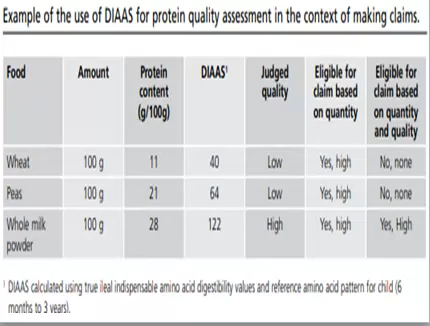 Example of the use of DIAAS for protein quality assessment in the context of making claims.
Food Amount Protein content (g/100g) DIAAS¹ Judged quality Eligible for claim based on quantity Eligible for claim based on quantity and quality
Wheat 100 g 11 40 Low Yes, high No, none
Peas 100 g 21 64 Low Yes, high No, none
Whole milk powder 100 g 28 122 High Yes, high Yes, High
¹ DIAAS calculated using true ileal indispensable amino acid digestibility values and reference amino acid pattern for child (6
months to 3 years).